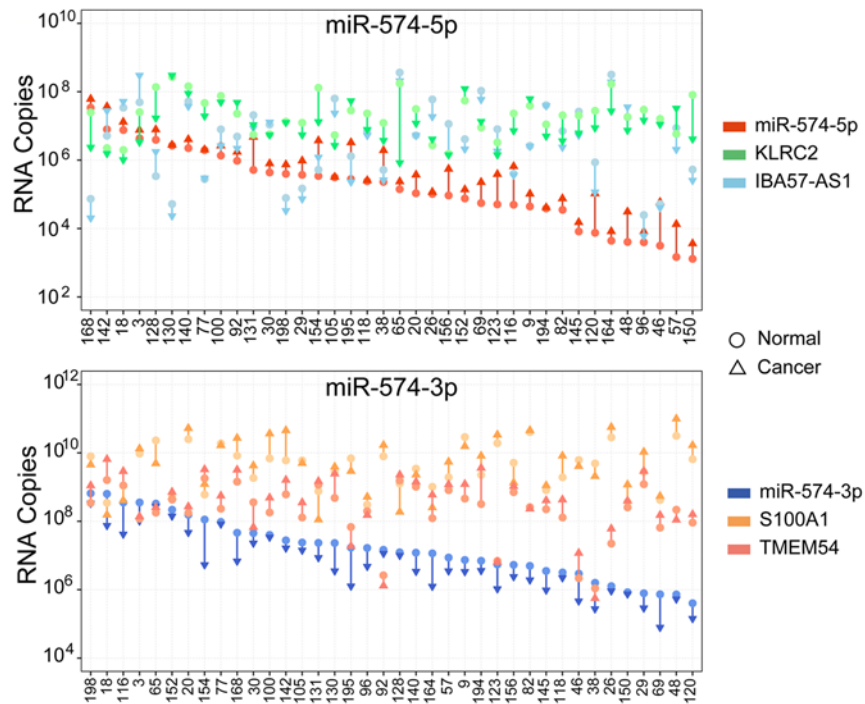 miR-574-5p
RNA Copies
10^10
10^8
10^6
10^4
10^2
168 142 18 3 128 130 140 77 100 92 131 30 198 29 154 105 195 118 38 65 20 26 156 152 69 123 116 9 194 82 145 120 164 48 96 46 57 150
miR-574-5p
KLRC2
IBA57-AS1
Normal
Cancer
miR-574-3p
RNA Copies
10^12
10^10
10^8
10^6
10^4
198 18 116 3 65 152 20 154 77 168 30 100 142 105 131 130 195 96 92 128 140 164 57 9 194 123 156 82 145 118 46 38 26 150 29 69 48 120
miR-574-3p
S100A1
TMEM54